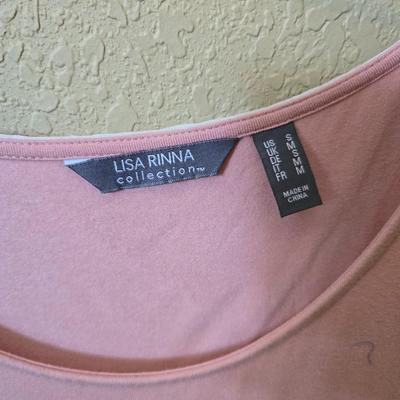 LISA RINNA
collection™
US S
UK M
DE S
IT M
FR M
MADE IN
CHINA